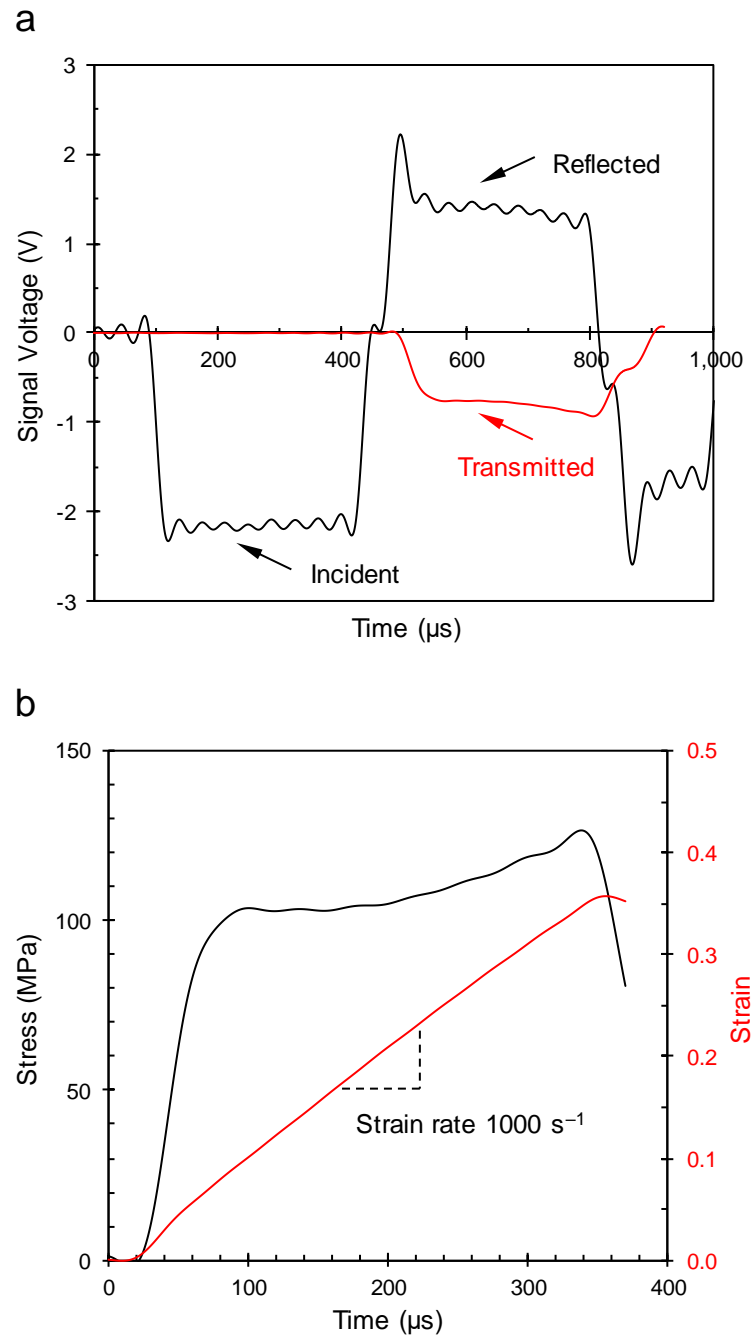 a
3
2
1
0
-1
-2
-3
0
200
400
600
800
1,000
Signal Voltage (V)
Reflected
Transmitted
Incident
Time (µs)
b
150
100
50
0
0.5
0.4
0.3
0.2
0.1
0.0
0
100
200
300
400
Stress (MPa)
Strain
Strain rate 1000 s⁻¹
Time (µs)